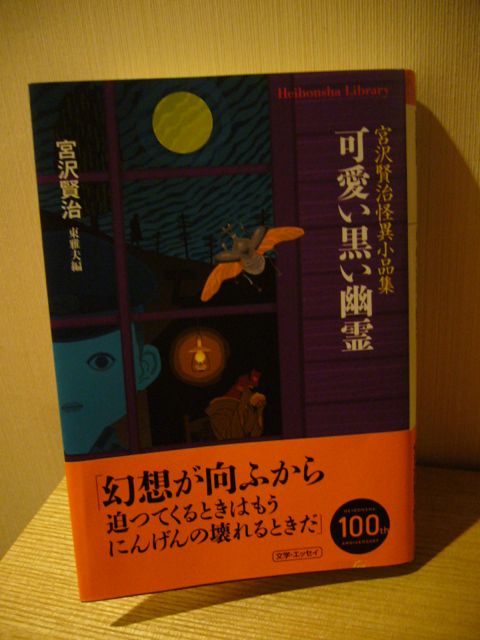 Heibonsha Library
宮沢賢治怪異小品集
可愛い黒い幽霊
宮沢賢治
東雅夫編
「幻想が向ふから
迫つてくるときはもう
にんげんの壊れるときだ」
文学・エッセイ
HEIBONSHA
100th
ANNIVERSARY